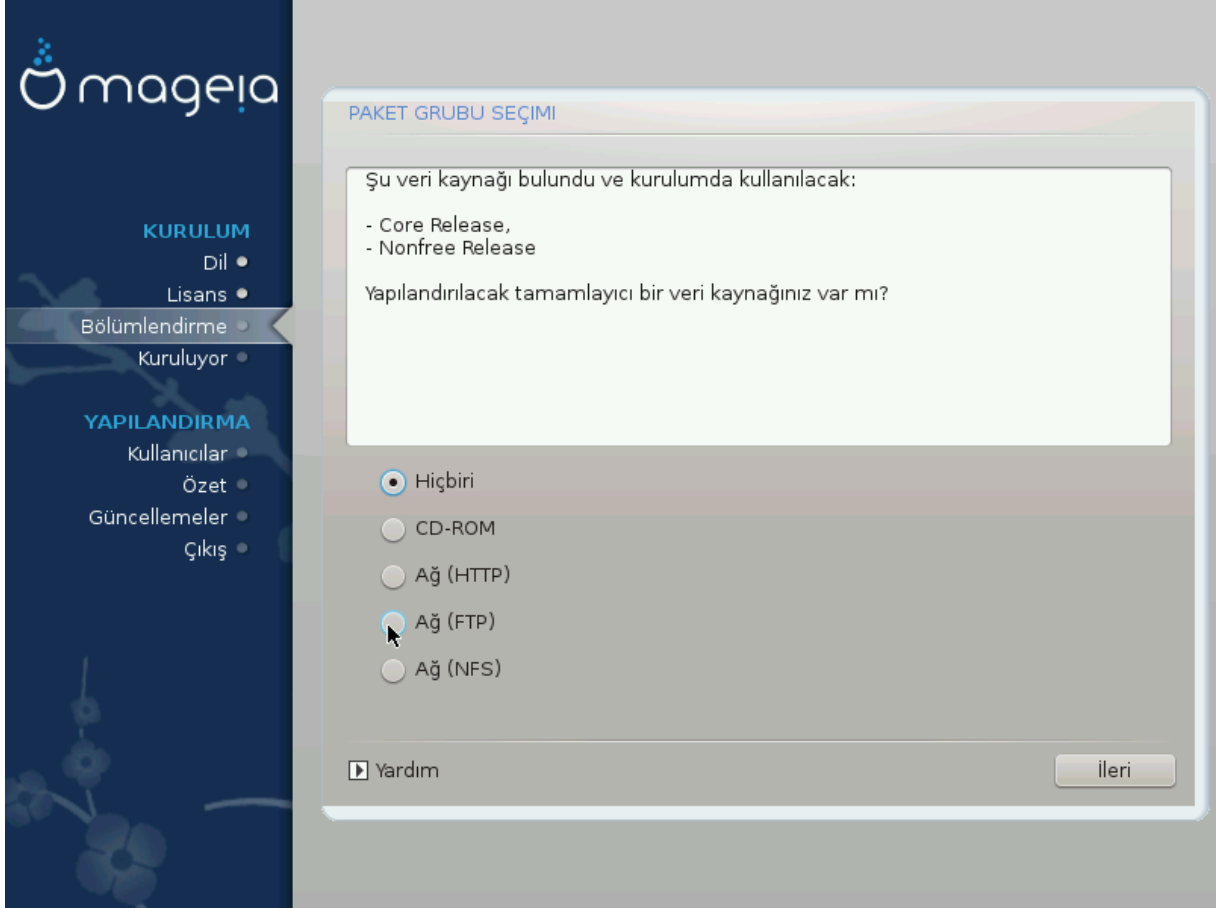 mageia
KURULUM
Dil
Lisans
Bölümlendirme
Kuruluyor
YAPILANDIRMA
Kullanıcılar
Özet
Güncellemeler
Çıkış
PAKET GRUBU SEÇIMI
Şu veri kaynağı bulundu ve kurulumda kullanılacak:
- Core Release,
- Nonfree Release
Yapılandırılacak tamamlayıcı bir veri kaynağınız var mı?
Hiçbiri
CD-ROM
Ağ (HTTP)
Ağ (FTP)
Ağ (NFS)
Yardım
İleri